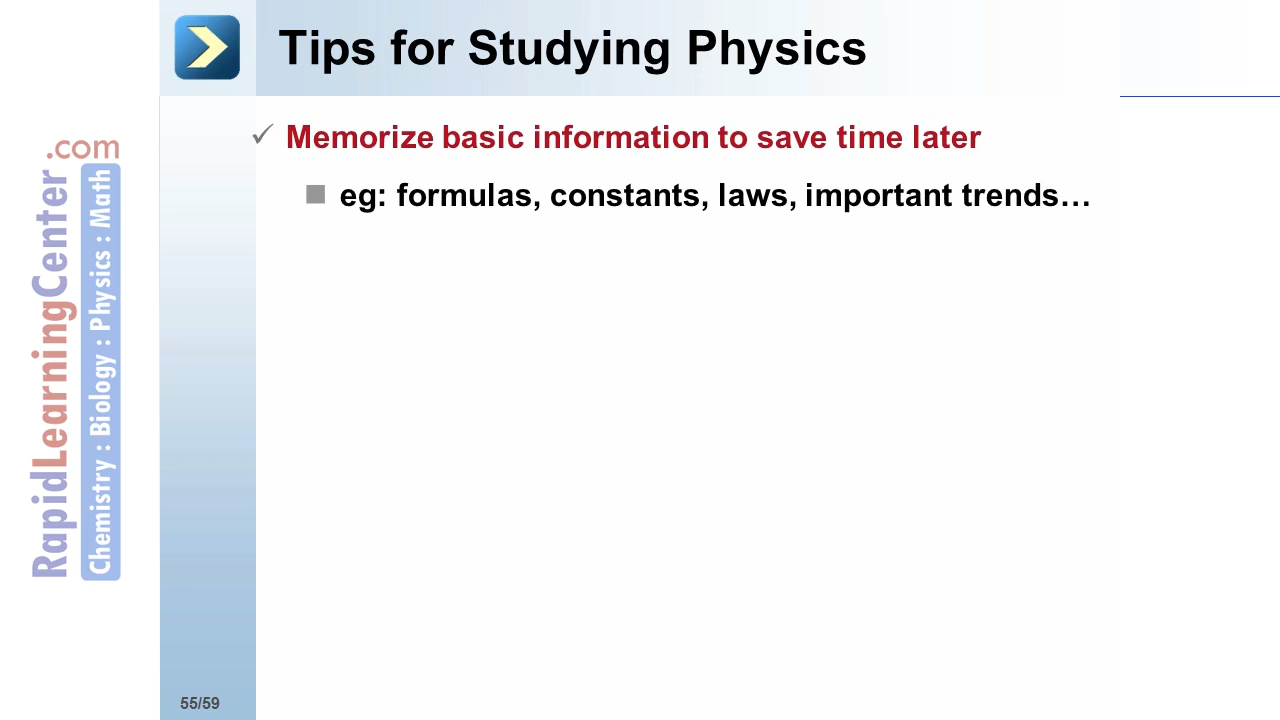 Tips for Studying Physics
Memorize basic information to save time later
eg: formulas, constants, laws, important trends…
RapidLearningCenter
.com
Chemistry : Biology : Physics : Math
55/59